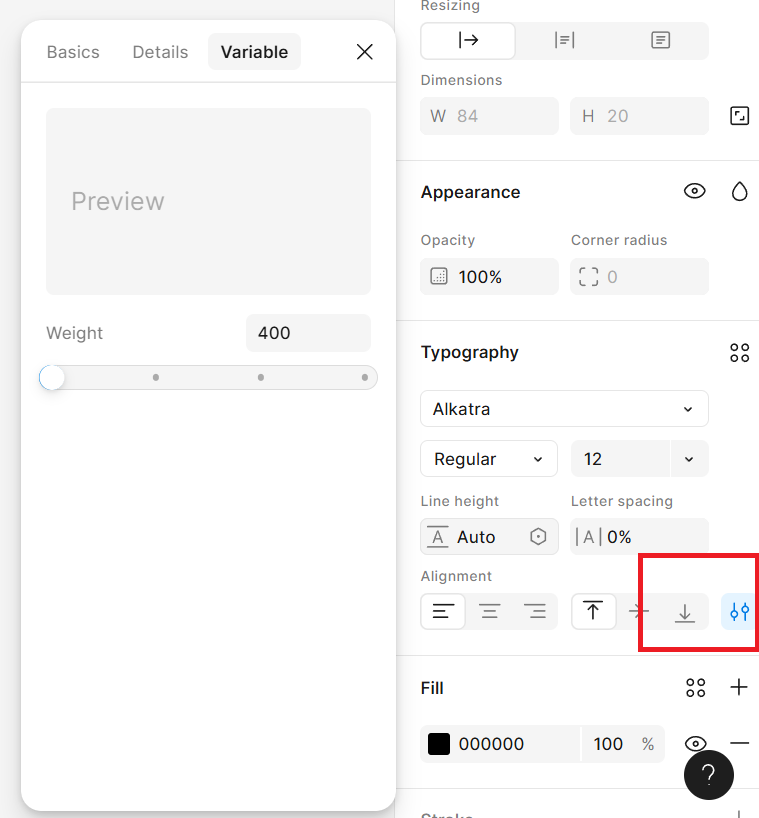 Basics Details Variable
Preview
Weight 400
Resizing
Dimensions
W 84 H 20
Appearance
Opacity Corner radius
100% 0
Typography
Alkatra
Regular 12
Line height Letter spacing
A Auto |A| 0%
Alignment
Fill
000000 100 %
?
Stroke